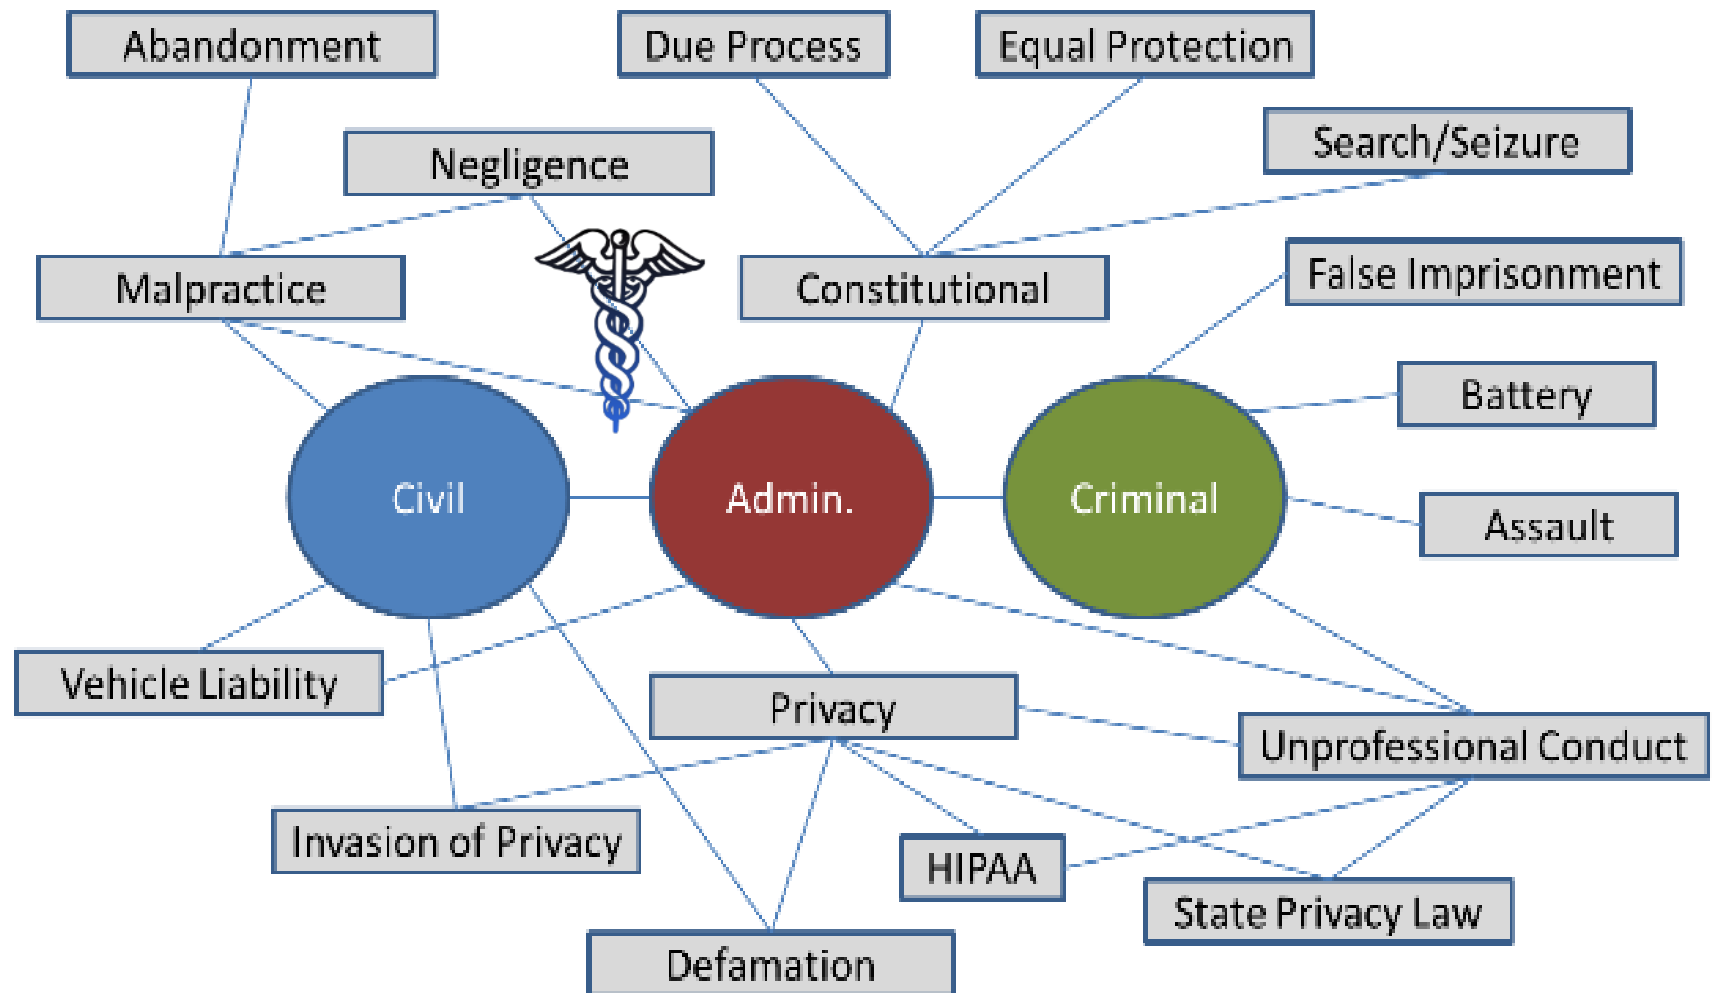 Abandonment
Due Process
Equal Protection
Search/Seizure
Negligence
False Imprisonment
Malpractice
Constitutional
Battery
Civil
Admin.
Criminal
Assault
Vehicle Liability
Privacy
Unprofessional Conduct
Invasion of Privacy
HIPAA
State Privacy Law
Defamation